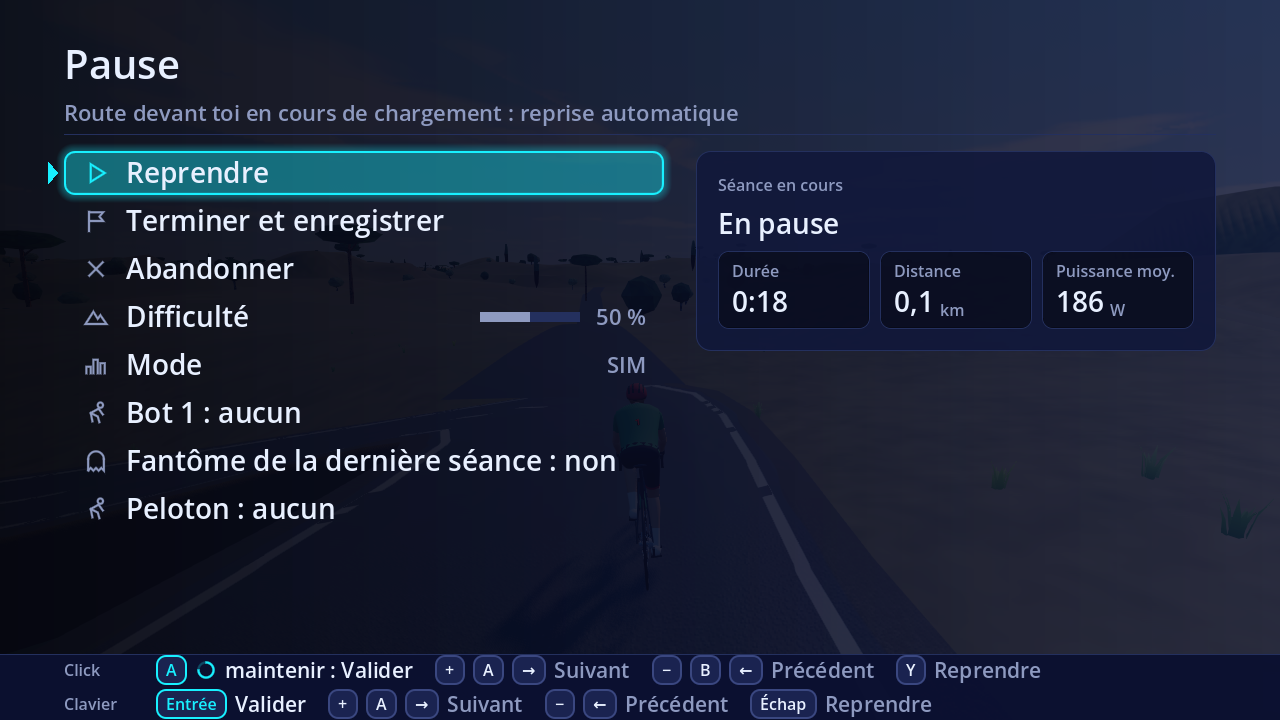 Pause
Route devant toi en cours de chargement : reprise automatique
Reprendre
Terminer et enregistrer
Abandonner
Difficulté 50 %
Mode SIM
Bot 1 : aucun
Fantôme de la dernière séance : non
Peloton : aucun
Séance en cours
En pause
Durée
0:18
Distance
0,1 km
Puissance moy.
186 W
Click A maintenir : Valider + A → Suivant − B ← Précédent Y Reprendre
Clavier Entrée Valider + A → Suivant − ← Précédent Échap Reprendre